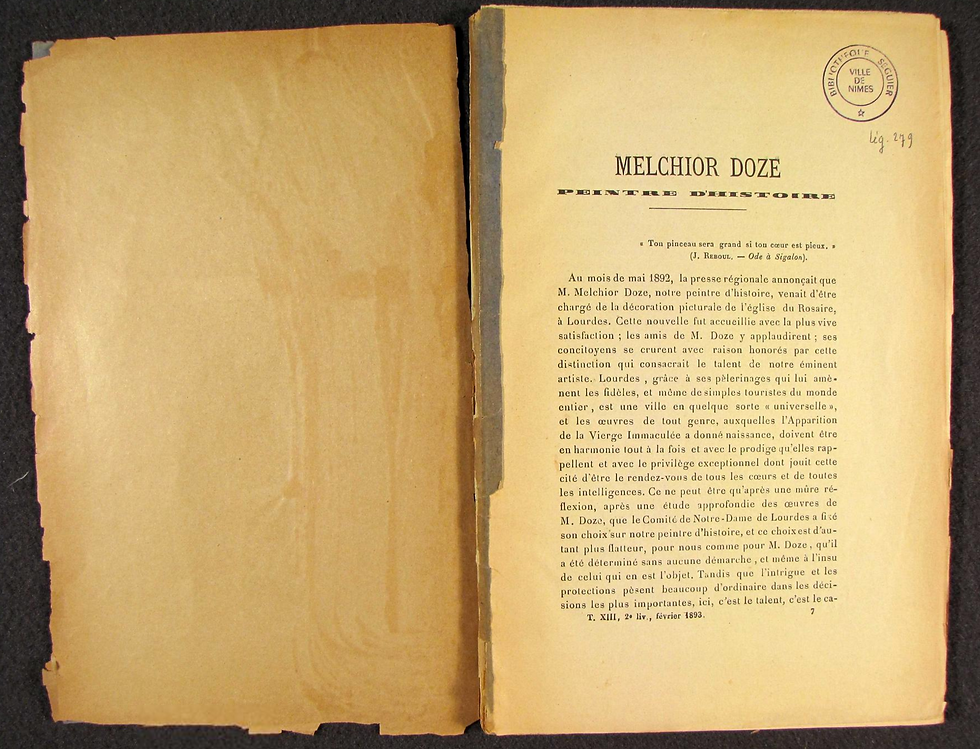 BIBLIOTHEQUE SEGUIER
VILLE
DE
NIMES
lig. 279
MELCHIOR DOZE
PEINTRE D'HISTOIRE
« Ton pinceau sera grand si ton cœur est pieux. »
(J. REBOUL. — Ode à Sigalon).
Au mois de mai 1892, la presse régionale annonçait que
M. Melchior Doze, notre peintre d'histoire, venait d'être
chargé de la décoration picturale de l'église du Rosaire,
à Lourdes. Cette nouvelle fut accueillie avec la plus vive
satisfaction ; les amis de M. Doze y applaudirent ; ses
concitoyens se crurent avec raison honorés par cette
distinction qui consacrait le talent de notre éminent
artiste. Lourdes , grâce à ses pèlerinages qui lui amè-
nent les fidèles, et même de simples touristes du monde
entier , est une ville en quelque sorte « universelle »,
et les œuvres de tout genre, auxquelles l'Apparition
de la Vierge Immaculée a donné naissance, doivent être
en harmonie tout à la fois et avec le prodige qu'elles rap-
pellent et avec le privilège exceptionnel dont jouit cette
cité d'être le rendez-vous de tous les cœurs et de toutes
les intelligences. Ce ne peut être qu'après une mûre ré-
flexion, après une étude approfondie des œuvres de
M. Doze, que le Comité de Notre-Dame de Lourdes a fixé
son choix sur notre peintre d'histoire, et ce choix est d'au-
tant plus flatteur, pour nous comme pour M. Doze , qu'il
a été déterminé sans aucune démarche , et même à l'insu
de celui qui en est l'objet. Tandis que l'intrigue et les
protections pèsent beaucoup d'ordinaire dans les déci-
sions les plus importantes, ici, c'est le talent, c'est le ca-
T. XIII, 2e liv., février 1893. 7